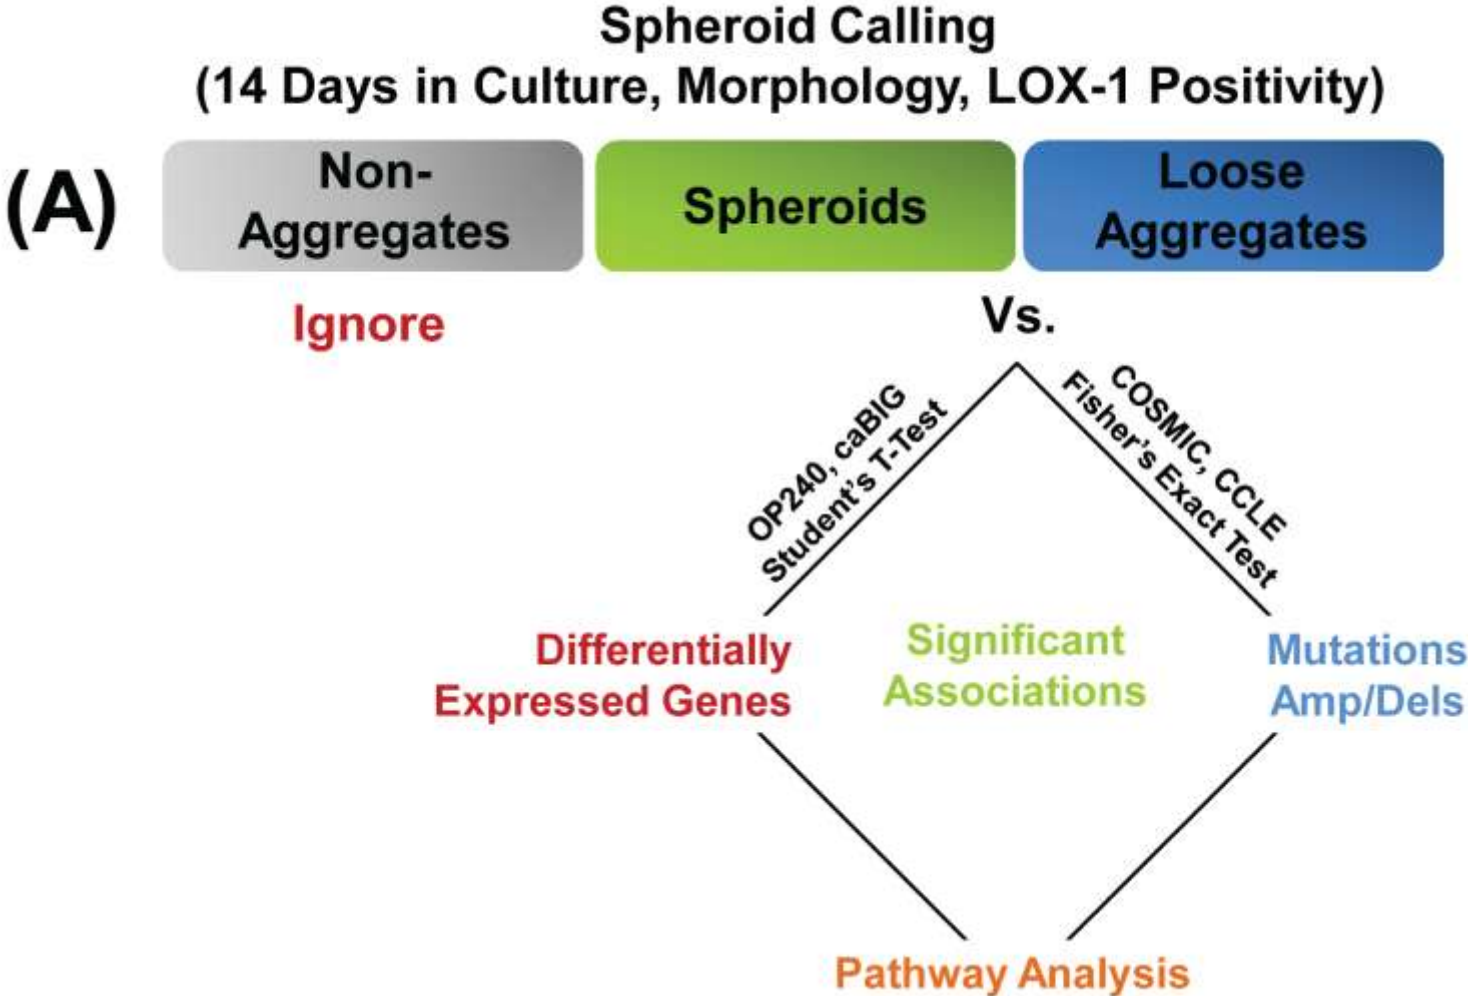 Spheroid Calling
(14 Days in Culture, Morphology, LOX-1 Positivity)
(A)
Non-
Aggregates
Spheroids
Loose
Aggregates
Ignore
Vs.
OP240, caBIG
Student's T-Test
COSMIC, CCLE
Fisher's Exact Test
Differentially
Expressed Genes
Significant
Associations
Mutations
Amp/Dels
Pathway Analysis